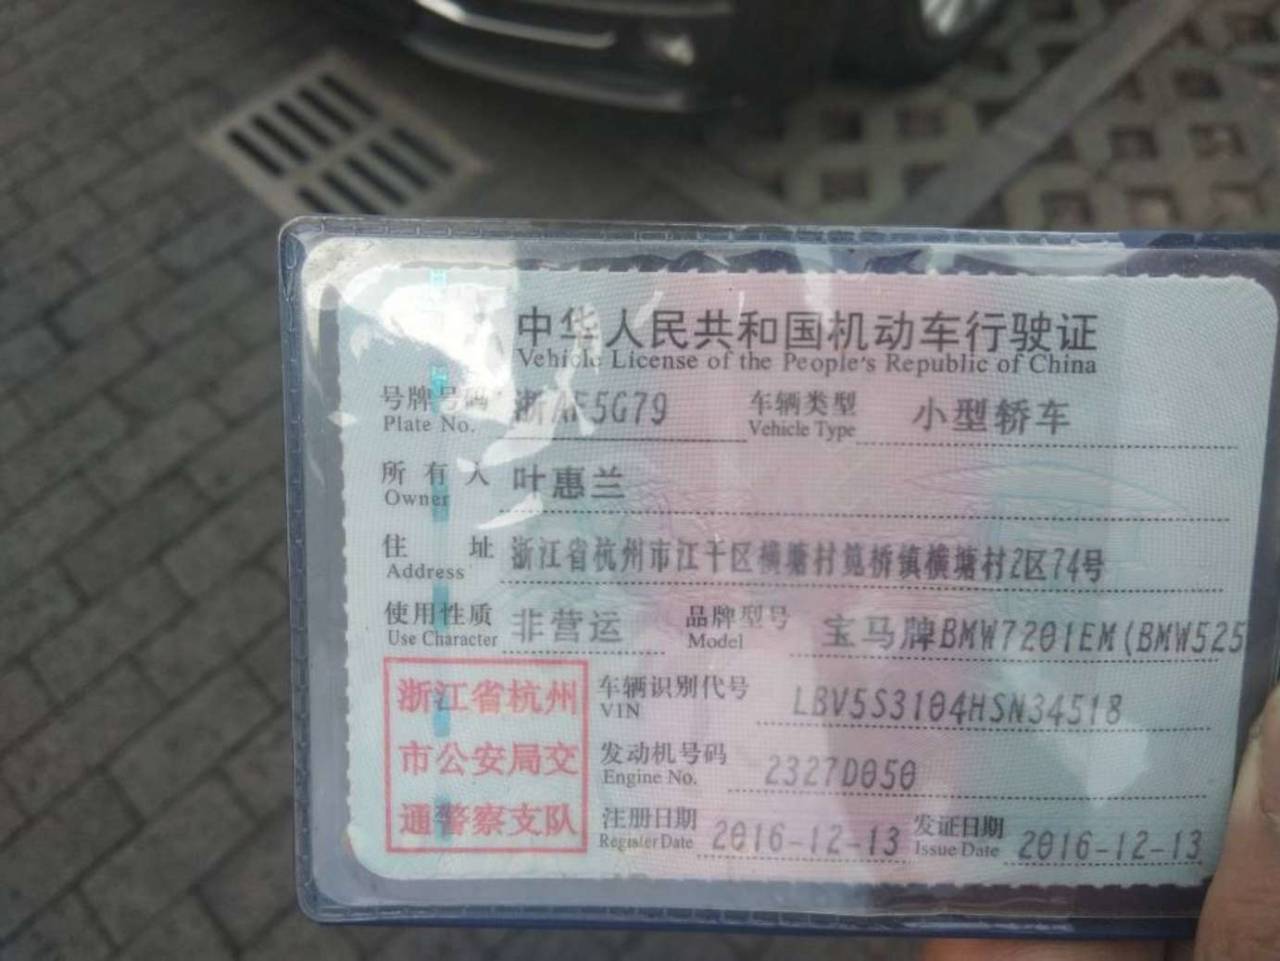 中华人民共和国机动车行驶证
Vehicle License of the People's Republic of China
号牌号码 浙AF5G79 车辆类型 小型轿车
Plate No. Vehicle Type
所有人 叶惠兰
Owner
住址 浙江省杭州市江干区横塘村笕桥镇横塘村2区74号
Address
使用性质 非营运 品牌型号 宝马牌BMW7201EM(BMW525
Use Character Model
浙江省杭州
市公安局交
通警察支队
车辆识别代号 LBV5S3104HSN34518
VIN
发动机号码 2327D050
Engine No.
注册日期 2016-12-13 发证日期 2016-12-13
Register Date Issue Date